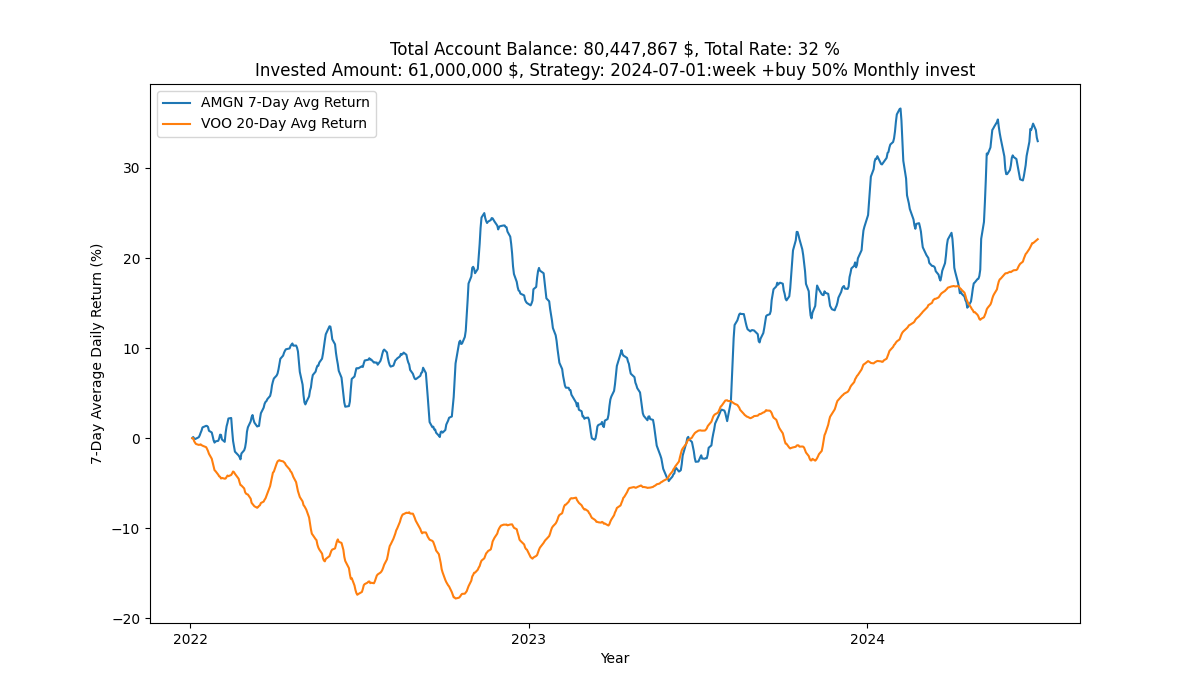 Total Account Balance: 80,447,867 $, Total Rate: 32 %
Invested Amount: 61,000,000 $, Strategy: 2024-07-01:week +buy 50% Monthly invest
AMGN 7-Day Avg Return
VOO 20-Day Avg Return
7-Day Average Daily Return (%)
30
20
10
0
−10
−20
2022
2023
2024
Year